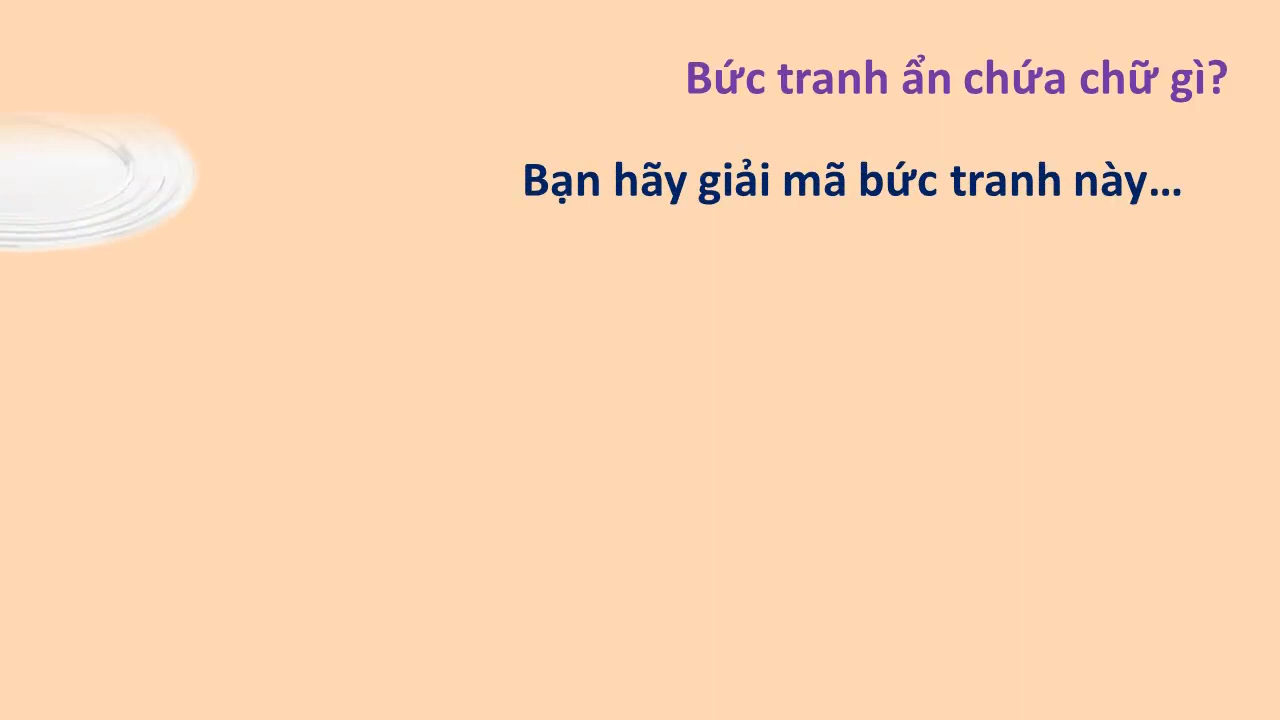 Bức tranh ẩn chứa chữ gì?
Bạn hãy giải mã bức tranh này...